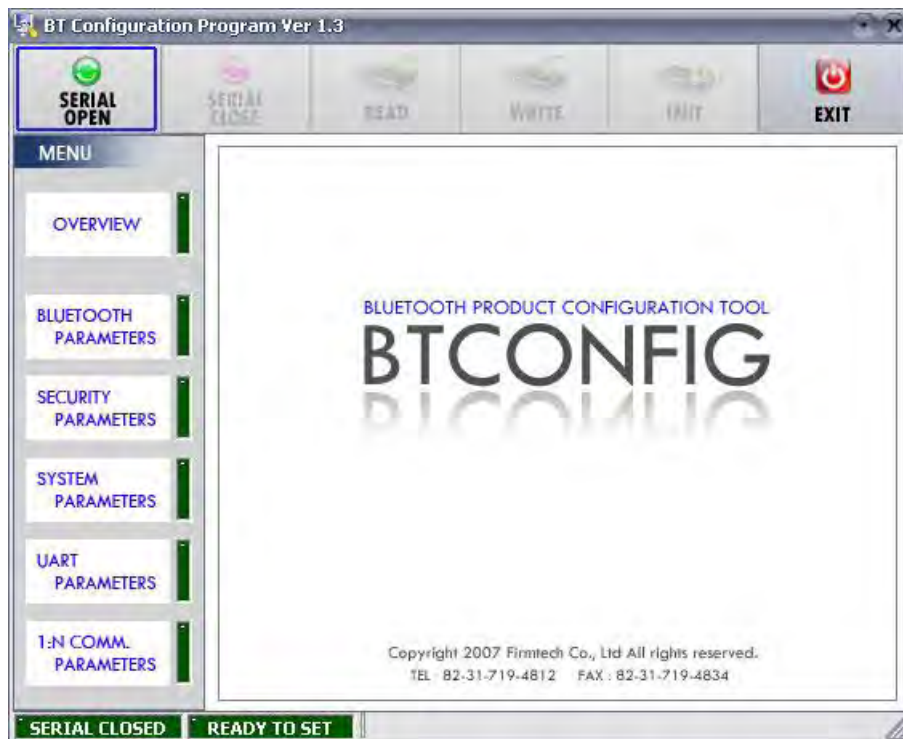 BT Configuration Program Ver 1.3
SERIAL
OPEN
SERIAL
CLOSE
READ
WRITE
INIT
EXIT
MENU
OVERVIEW
BLUETOOTH
PARAMETERS
SECURITY
PARAMETERS
SYSTEM
PARAMETERS
UART
PARAMETERS
1:N COMM.
PARAMETERS
BLUETOOTH PRODUCT CONFIGURATION TOOL
BTCONFIG
Copyright 2007 Firmtech Co., Ltd All rights reserved.
TEL : 82-31-719-4812 FAX : 82-31-719-4834
SERIAL CLOSED
READY TO SET